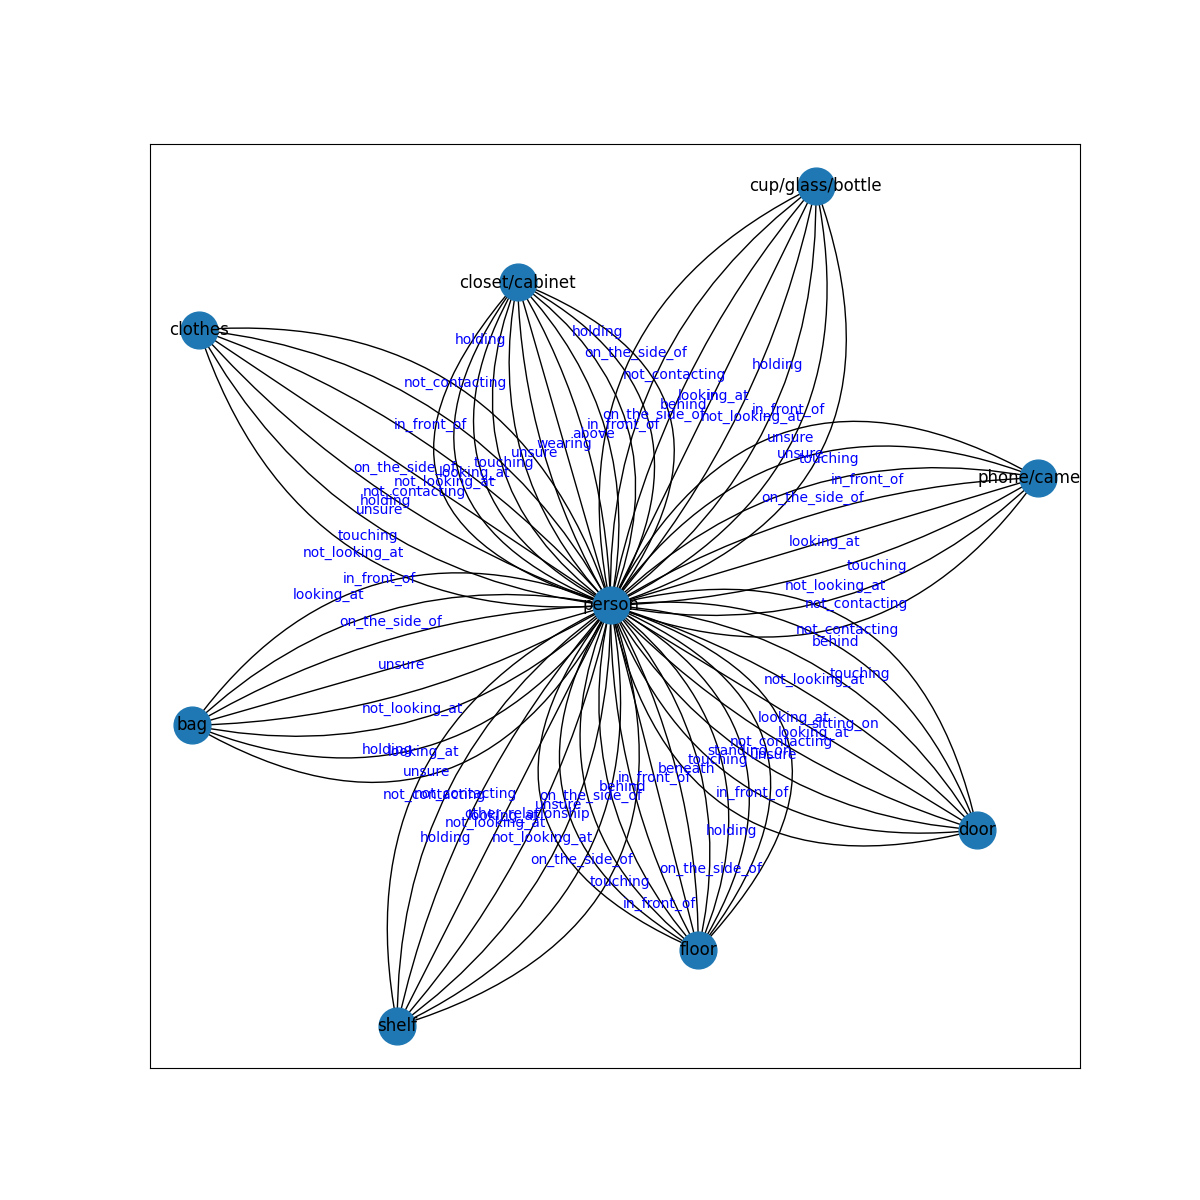 cup/glass/bottle
closet/cabinet
clothes
holding
holding
on_the_side_of
holding
not_contacting
not_contacting
looking_at
behind
in_front_of
on_the_side_of
not_looking_at
in_front_of
in_front_of
above
unsure
wearing
unsure
unsure
touching
touching
on_the_side_of
looking_at
phone/came
in_front_of
not_looking_at
not_contacting
on_the_side_of
holding
unsure
touching
looking_at
not_looking_at
touching
in_front_of
not_looking_at
looking_at
not_contacting
person
on_the_side_of
not_contacting
behind
unsure
touching
not_looking_at
not_looking_at
looking_at
bag
sitting_on
looking_at
not_contacting
holding
looking_at
standing_on
unsure
touching
beneath
unsure
in_front_of
behind
in_front_of
not_contacting
not_contacting
on_the_side_of
unsure
other_relationship
looking_at
not_looking_at
holding
door
holding
not_looking_at
on_the_side_of
on_the_side_of
touching
in_front_of
floor
shelf